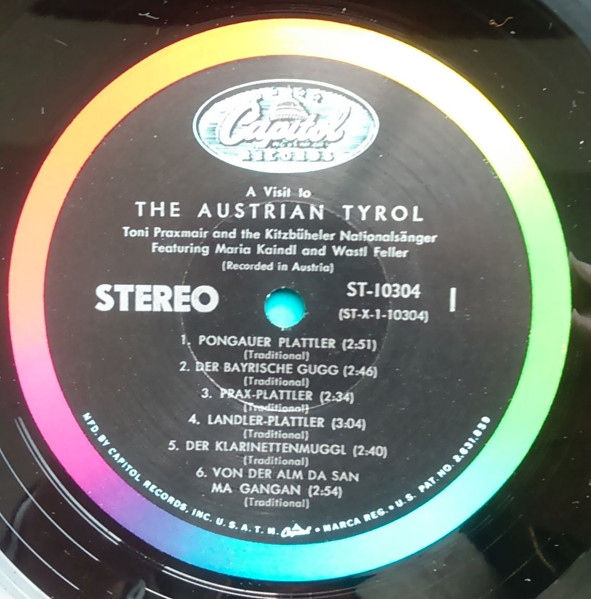 Capitol
RECORDS
A Visit to
THE AUSTRIAN TYROL
Toni Praxmair and the Kitzbüheler Nationalsänger
Featuring Maria Kaindl and Wastl Feller
(Recorded in Austria)
STEREO
ST-10304
(ST-X-1-10304)
1
1. PONGAUER PLATTLER (2:51)
(Traditional)
2. DER BAYRISCHE GUGG (2:46)
(Traditional)
3. PRAX-PLATTLER (2:34)
(Traditional)
4. LANDLER-PLATTLER (3:04)
(Traditional)
5. DER KLARINETTENMUGGL (2:40)
(Traditional)
6. VON DER ALM DA SAN
MA GANGAN (2:54)
(Traditional)
MFD. BY CAPITOL RECORDS, INC. U.S.A. T.M. Capitol • MARCA REG. • U.S. PAT. NO. 2,631,859